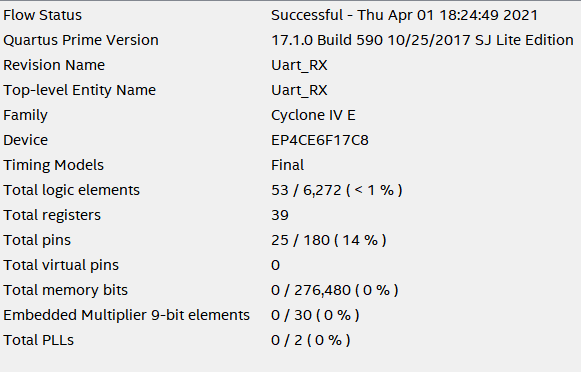 Flow Status Successful - Thu Apr 01 18:24:49 2021
Quartus Prime Version 17.1.0 Build 590 10/25/2017 SJ Lite Edition
Revision Name Uart_RX
Top-level Entity Name Uart_RX
Family Cyclone IV E
Device EP4CE6F17C8
Timing Models Final
Total logic elements 53 / 6,272 ( < 1 % )
Total registers 39
Total pins 25 / 180 ( 14 % )
Total virtual pins 0
Total memory bits 0 / 276,480 ( 0 % )
Embedded Multiplier 9-bit elements 0 / 30 ( 0 % )
Total PLLs 0 / 2 ( 0 % )